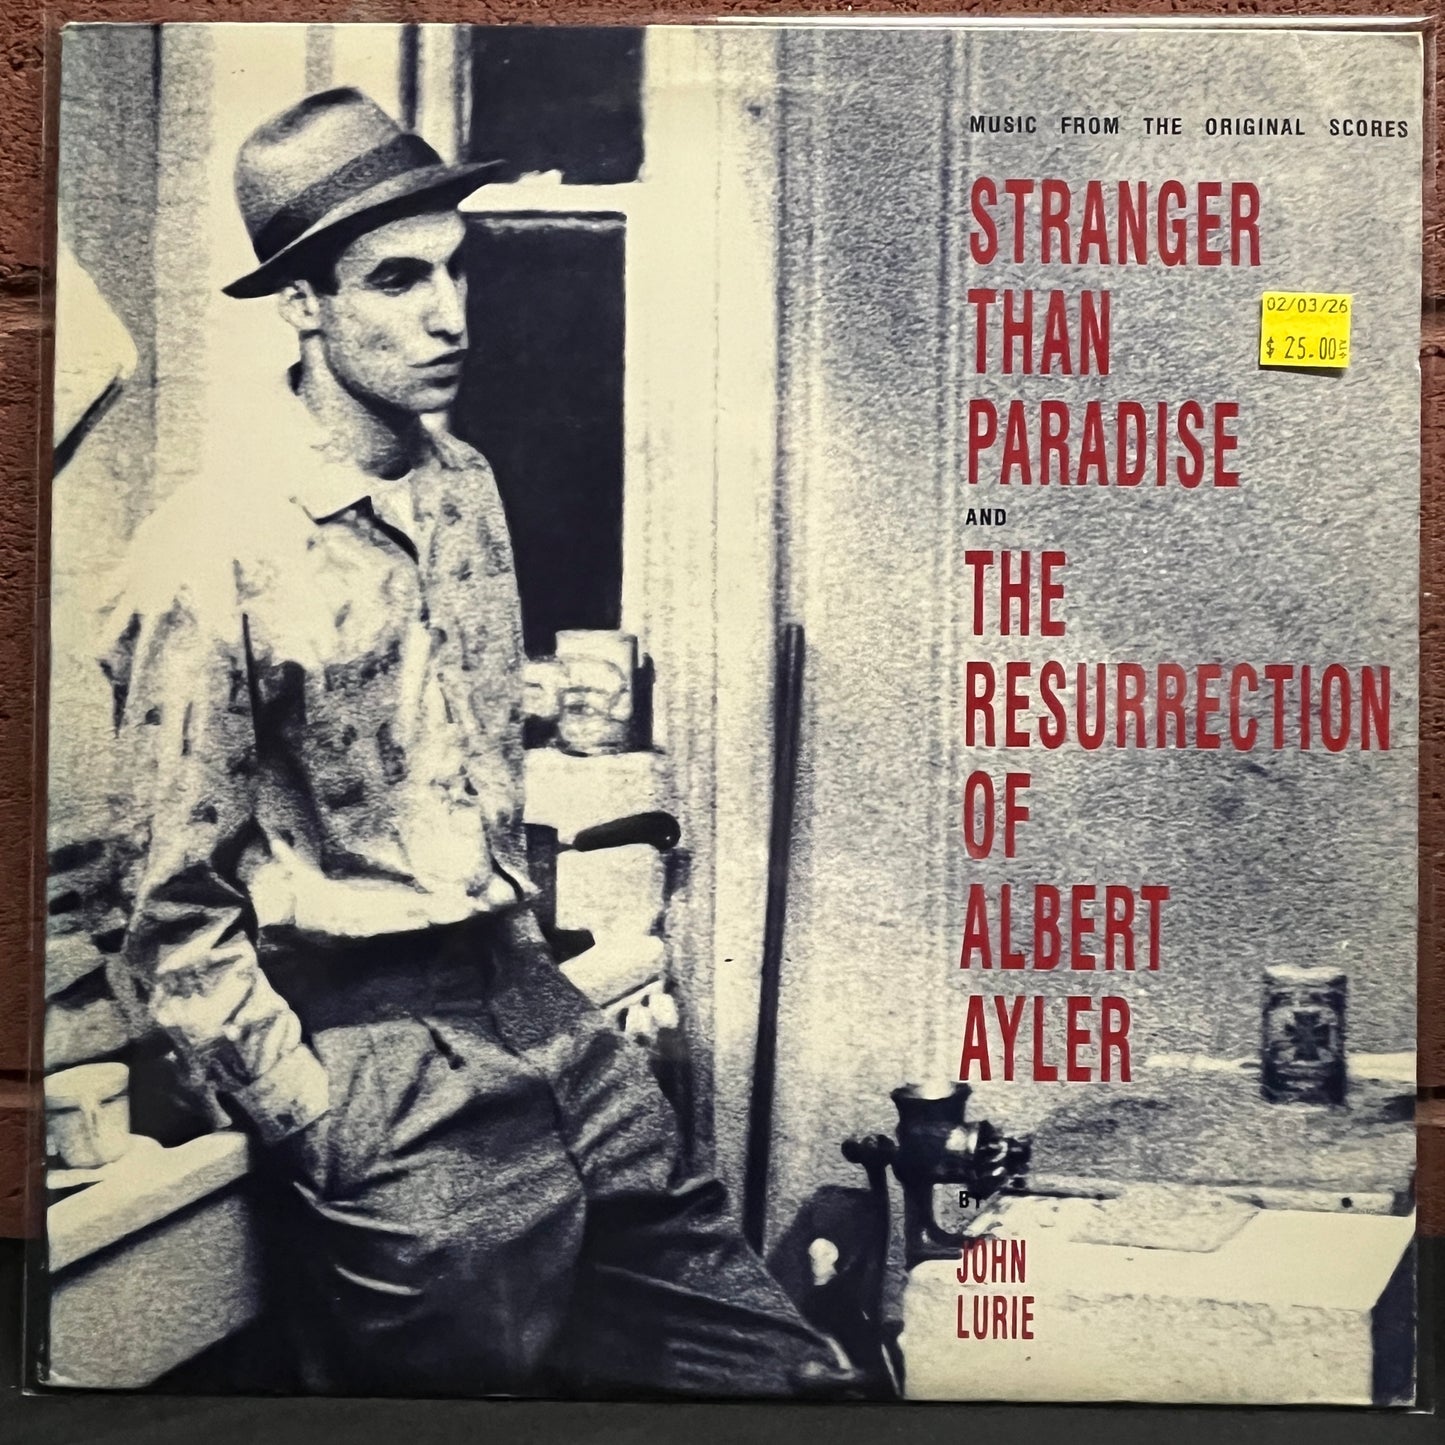 MUSIC FROM THE ORIGINAL SCORES
STRANGER
THAN
PARADISE
AND
THE
RESURRECTION
OF
ALBERT
AYLER
02/03/26
$ 25.00
BY
JOHN
LURIE